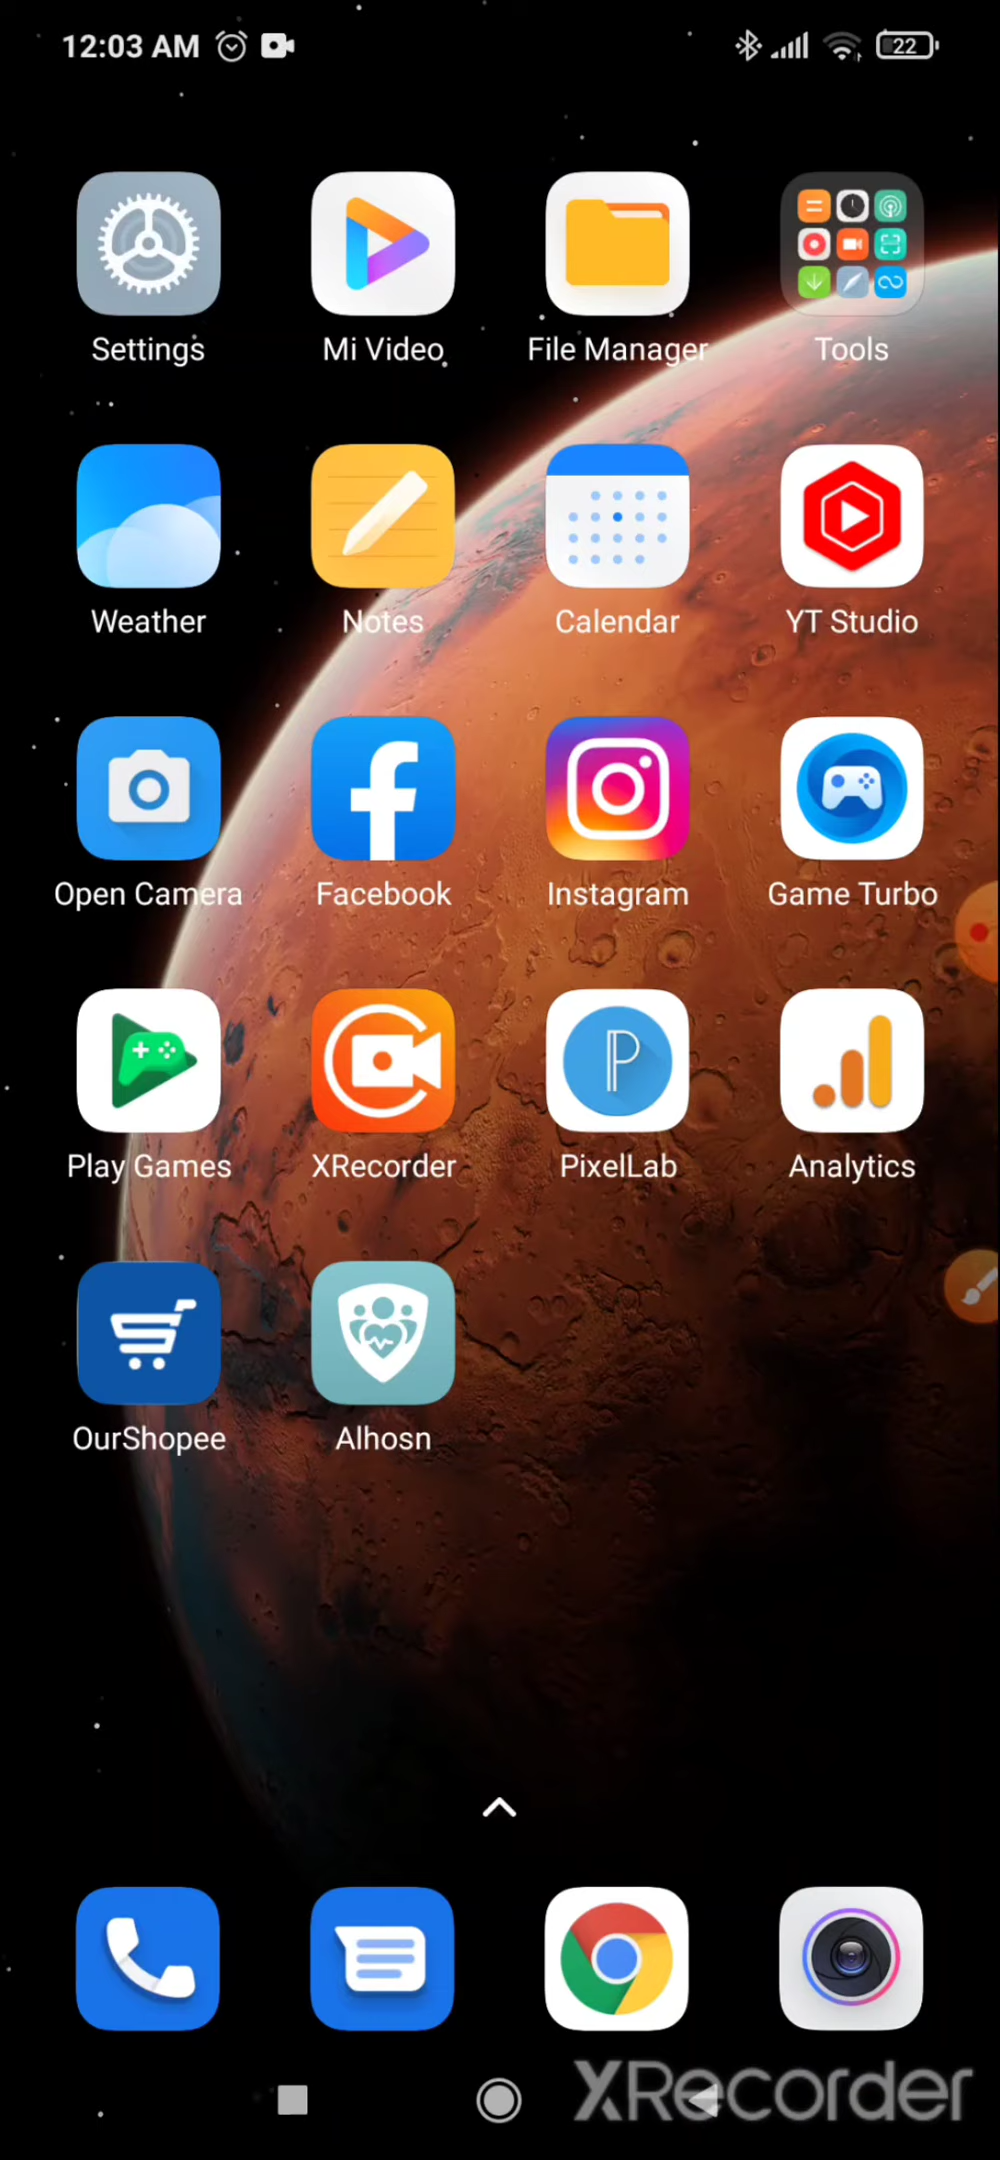 12:03 AM 22
Settings Mi Video File Manager Tools
Weather Notes Calendar YT Studio
Open Camera Facebook Instagram Game Turbo
Play Games XRecorder PixelLab Analytics
OurShopee Alhosn
XRecorder